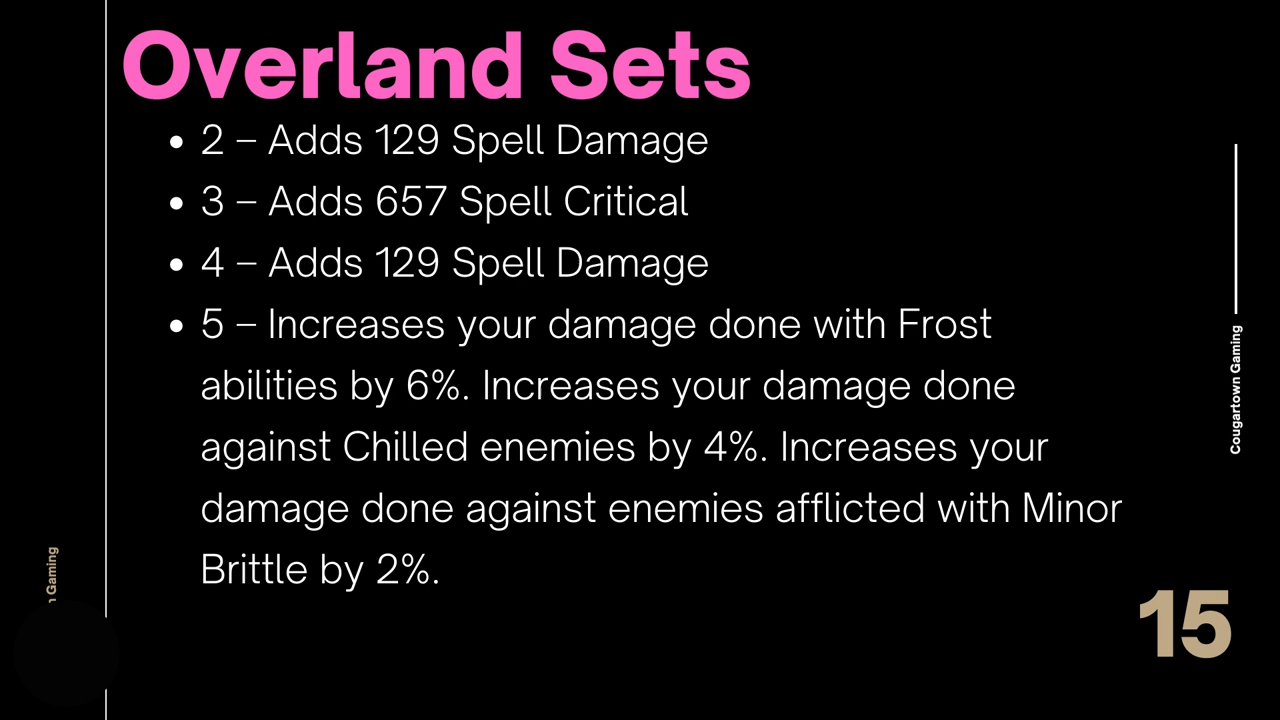 Overland Sets
• 2 – Adds 129 Spell Damage
• 3 – Adds 657 Spell Critical
• 4 – Adds 129 Spell Damage
• 5 – Increases your damage done with Frost
abilities by 6%. Increases your damage done
against Chilled enemies by 4%. Increases your
damage done against enemies afflicted with Minor
Brittle by 2%.
Cougartown Gaming
Gaming
15